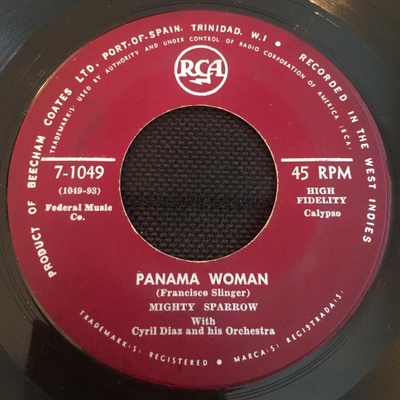 PRODUCT OF BEECHAM COATES LTD. PORT-OF-SPAIN, TRINIDAD, W.I • RECORDED IN THE WEST INDIES
TRADEMARK(S) USED BY AUTHORITY AND UNDER CONTROL OF RADIO CORPORATION OF AMERICA (RCA)
RCA
7-1049
(1049-93)
Federal Music
Co.
45 RPM
HIGH
FIDELITY
Calypso
PANAMA WOMAN
(Francisco Slinger)
MIGHTY SPARROW
With
Cyril Diaz and his Orchestra
TRADEMARK(S) REGISTERED • MARCA(S) REGISTRADA(S)